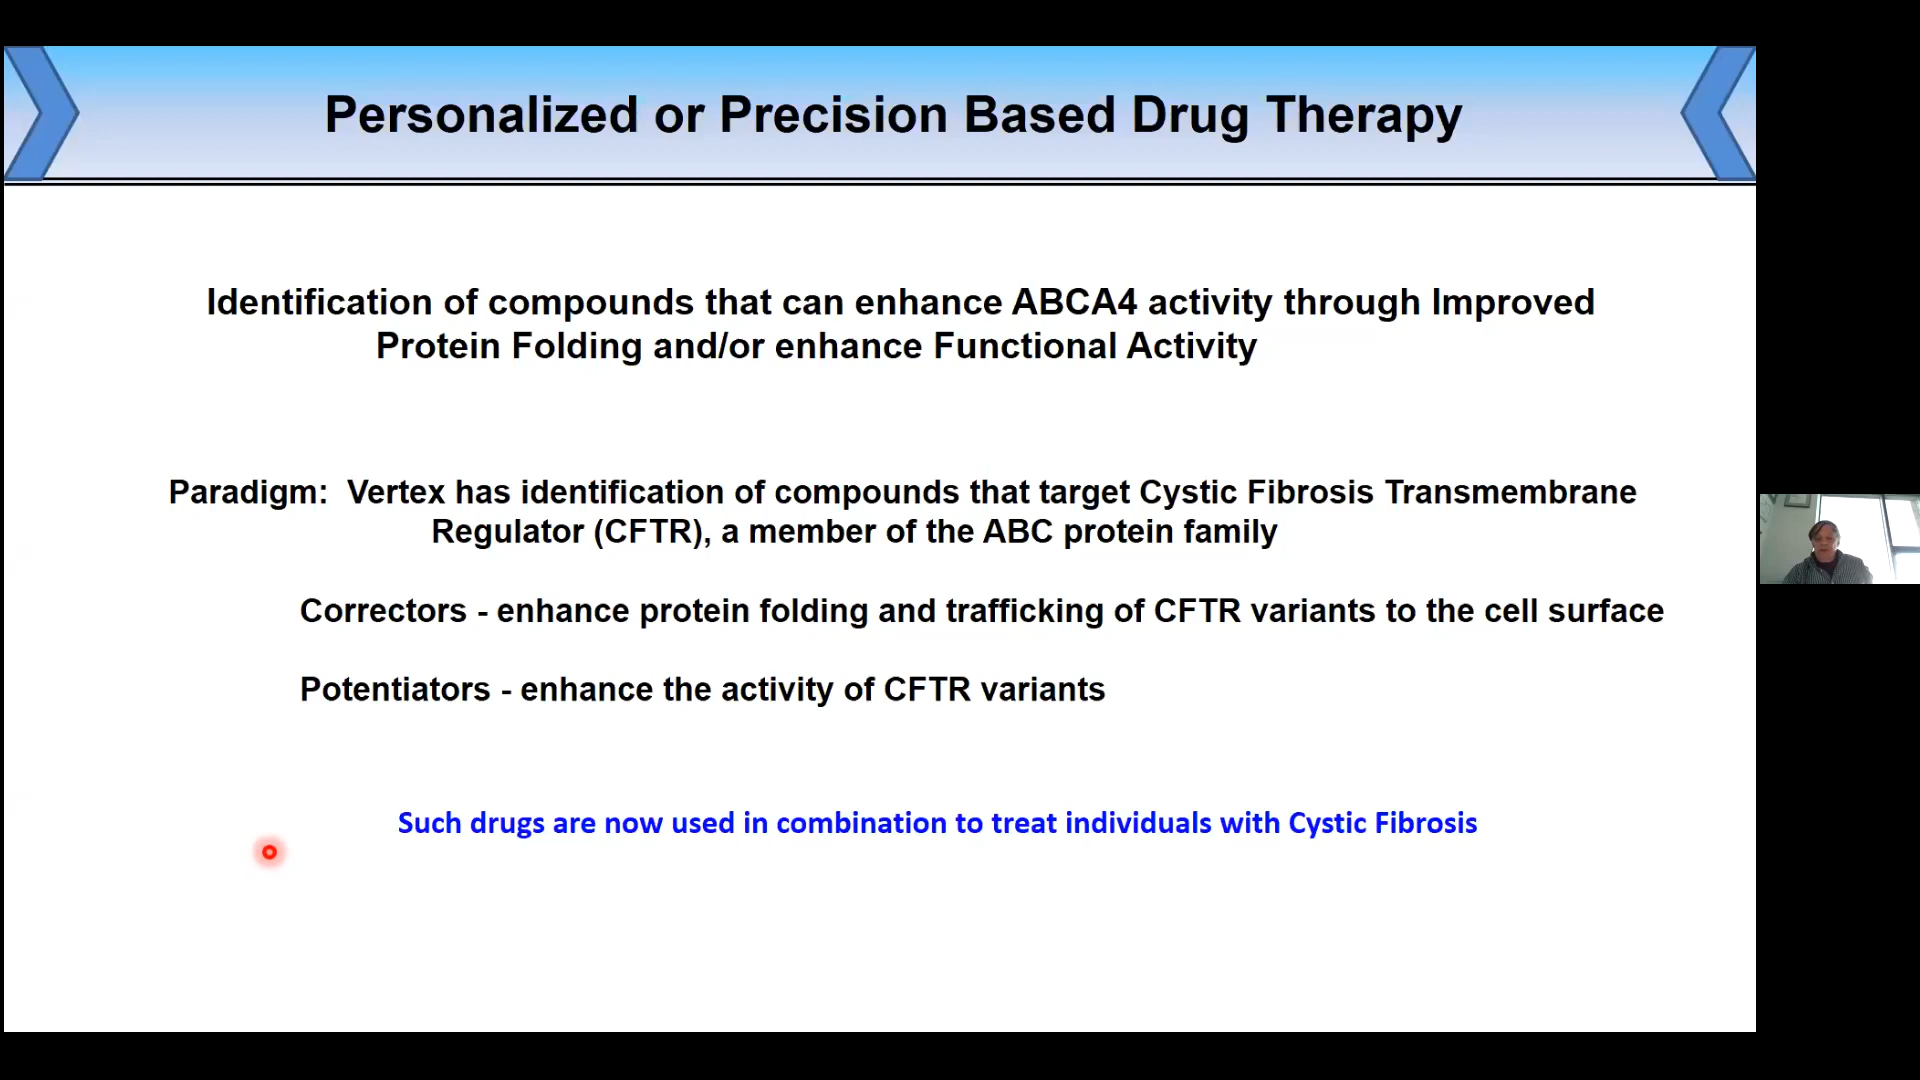 Personalized or Precision Based Drug Therapy
Identification of compounds that can enhance ABCA4 activity through Improved
Protein Folding and/or enhance Functional Activity
Paradigm: Vertex has identification of compounds that target Cystic Fibrosis Transmembrane
Regulator (CFTR), a member of the ABC protein family
Correctors - enhance protein folding and trafficking of CFTR variants to the cell surface
Potentiators - enhance the activity of CFTR variants
Such drugs are now used in combination to treat individuals with Cystic Fibrosis